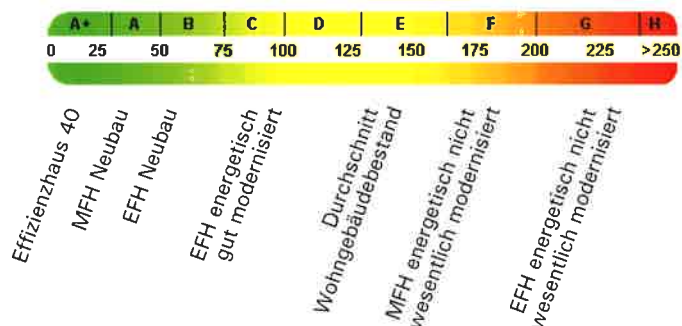 A+ A B C D E F G H
0 25 50 75 100 125 150 175 200 225 >250
Effizienzhaus 40
MFH Neubau
EFH Neubau
EFH energetisch
gut modernisiert
Durchschnitt
Wohngebäudebestand
MFH energetisch nicht
wesentlich modernisiert
EFH energetisch nicht
wesentlich modernisiert